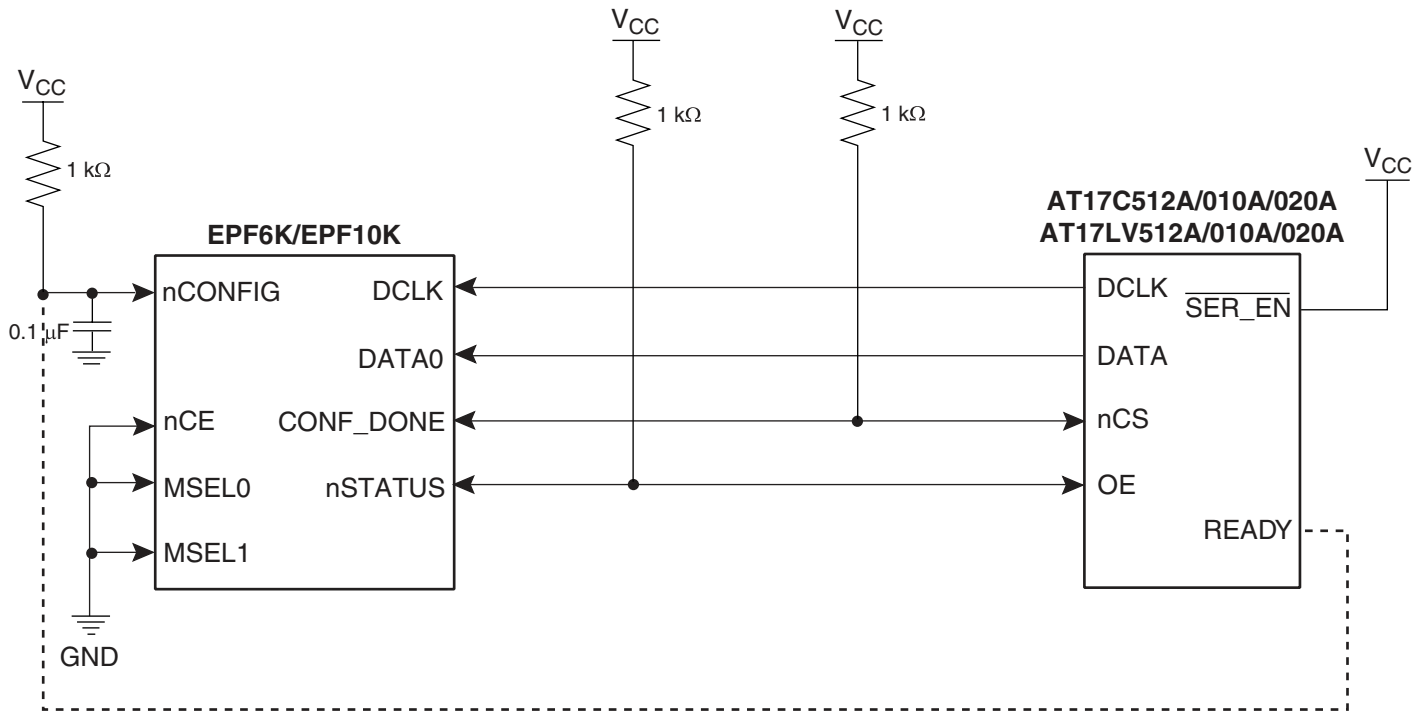 VCC
VCC
VCC
1 kΩ
1 kΩ
1 kΩ
VCC
AT17C512A/010A/020A
AT17LV512A/010A/020A
EPF6K/EPF10K
nCONFIG
DCLK
DCLK
SER_EN
0.1 μF
DATA0
DATA
nCE
CONF_DONE
nCS
MSEL0
nSTATUS
OE
READY
MSEL1
GND